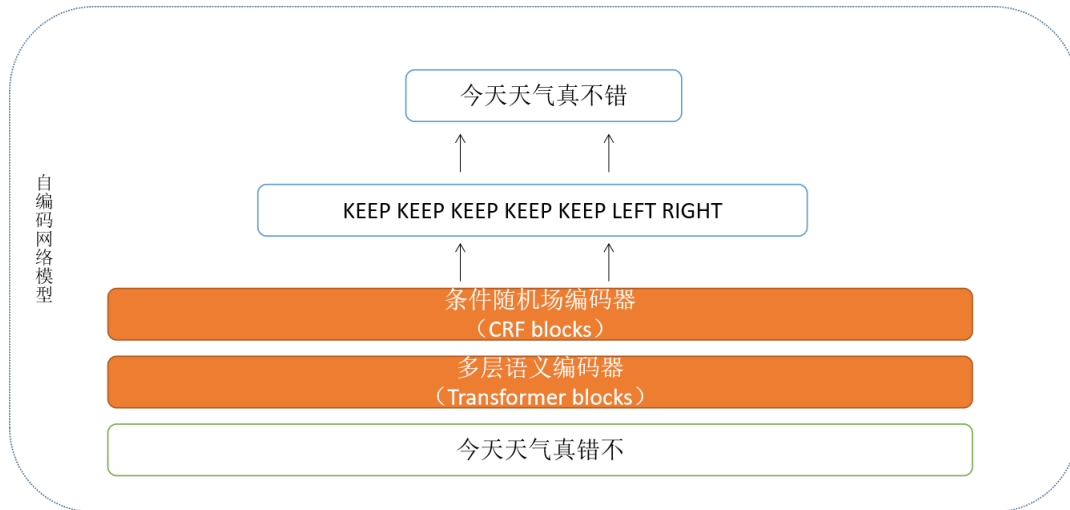 今天天气真不错
KEEP KEEP KEEP KEEP KEEP LEFT RIGHT
自编码网络模型
条件随机场编码器
（CRF blocks）
多层语义编码器
（Transformer blocks）
今天天气真错不